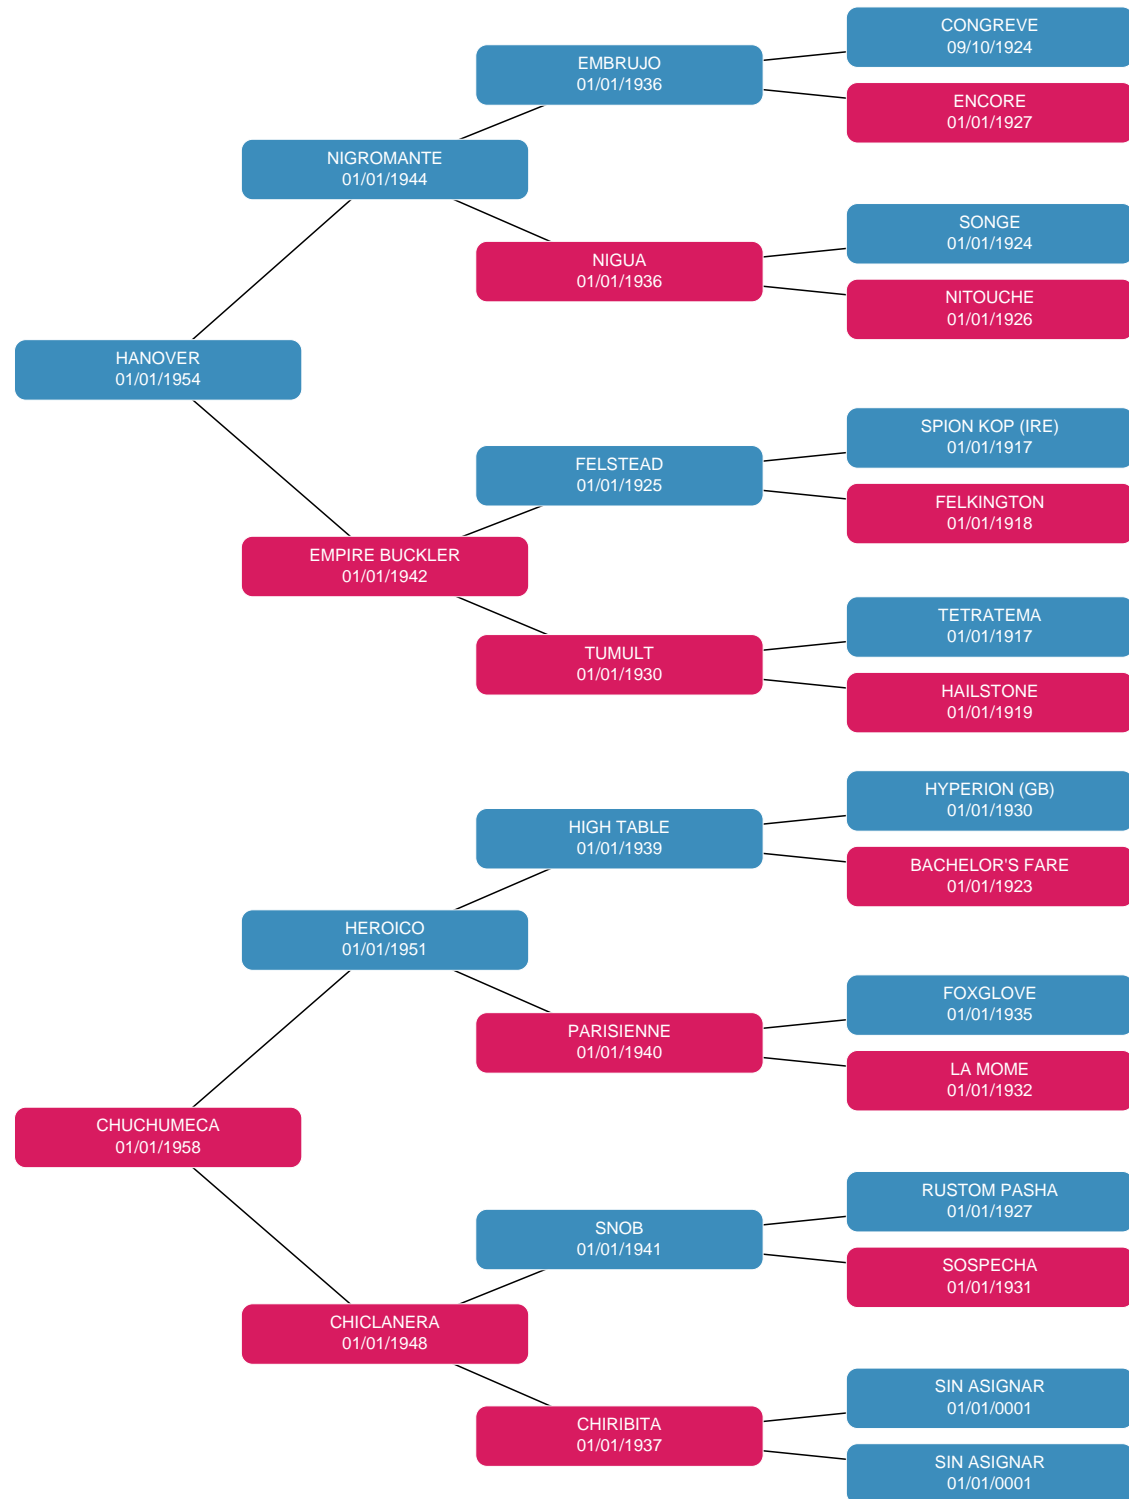 CONGREVE
09/10/1924
EMBRUJO
01/01/1936
ENCORE
01/01/1927
NIGROMANTE
01/01/1944
SONGE
01/01/1924
NIGUA
01/01/1936
NITOUCHE
01/01/1926
HANOVER
01/01/1954
SPION KOP (IRE)
01/01/1917
FELSTEAD
01/01/1925
FELKINGTON
01/01/1918
EMPIRE BUCKLER
01/01/1942
TETRATEMA
01/01/1917
TUMULT
01/01/1930
HAILSTONE
01/01/1919
HYPERION (GB)
01/01/1930
HIGH TABLE
01/01/1939
BACHELOR'S FARE
01/01/1923
HEROICO
01/01/1951
FOXGLOVE
01/01/1935
PARISIENNE
01/01/1940
LA MOME
01/01/1932
CHUCHUMECA
01/01/1958
RUSTOM PASHA
01/01/1927
SNOB
01/01/1941
SOSPECHA
01/01/1931
CHICLANERA
01/01/1948
SIN ASIGNAR
01/01/0001
CHIRIBITA
01/01/1937
SIN ASIGNAR
01/01/0001